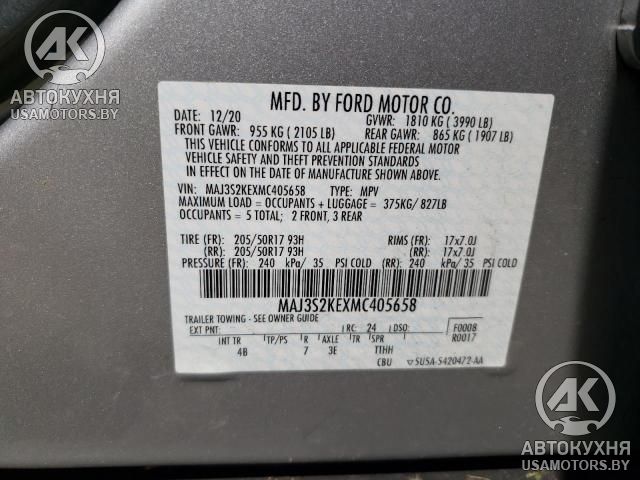 АК
АВТОКУХНЯ
USAMOTORS.BY
MFD. BY FORD MOTOR CO.
DATE: 12/20 GVWR: 1810 KG ( 3990 LB)
FRONT GAWR: 955 KG ( 2105 LB) REAR GAWR: 865 KG ( 1907 LB)
THIS VEHICLE CONFORMS TO ALL APPLICABLE FEDERAL MOTOR
VEHICLE SAFETY AND THEFT PREVENTION STANDARDS
IN EFFECT ON THE DATE OF MANUFACTURE SHOWN ABOVE.
VIN: MAJ3S2KEXMC405658 TYPE: MPV
MAXIMUM LOAD = OCCUPANTS + LUGGAGE = 375KG/ 827LB
OCCUPANTS = 5 TOTAL; 2 FRONT, 3 REAR
TIRE (FR): 205/50R17 93H RIMS (FR): 17x7.0J
(RR): 205/50R17 93H (RR): 17x7.0J
PRESSURE (FR): 240 kPa/ 35 PSI COLD (RR): 240 kPa/ 35 PSI COLD
MAJ3S2KEXMC405658
TRAILER TOWING - SEE OWNER GUIDE
EXT PNT: RC: 24 DSO: F0008
R0017
INT TR TP/PS R AXLE TR SPR
4B 7 3E TTHH
CBU SU5A-5420472-AA
АК
АВТОКУХНЯ
USAMOTORS.BY